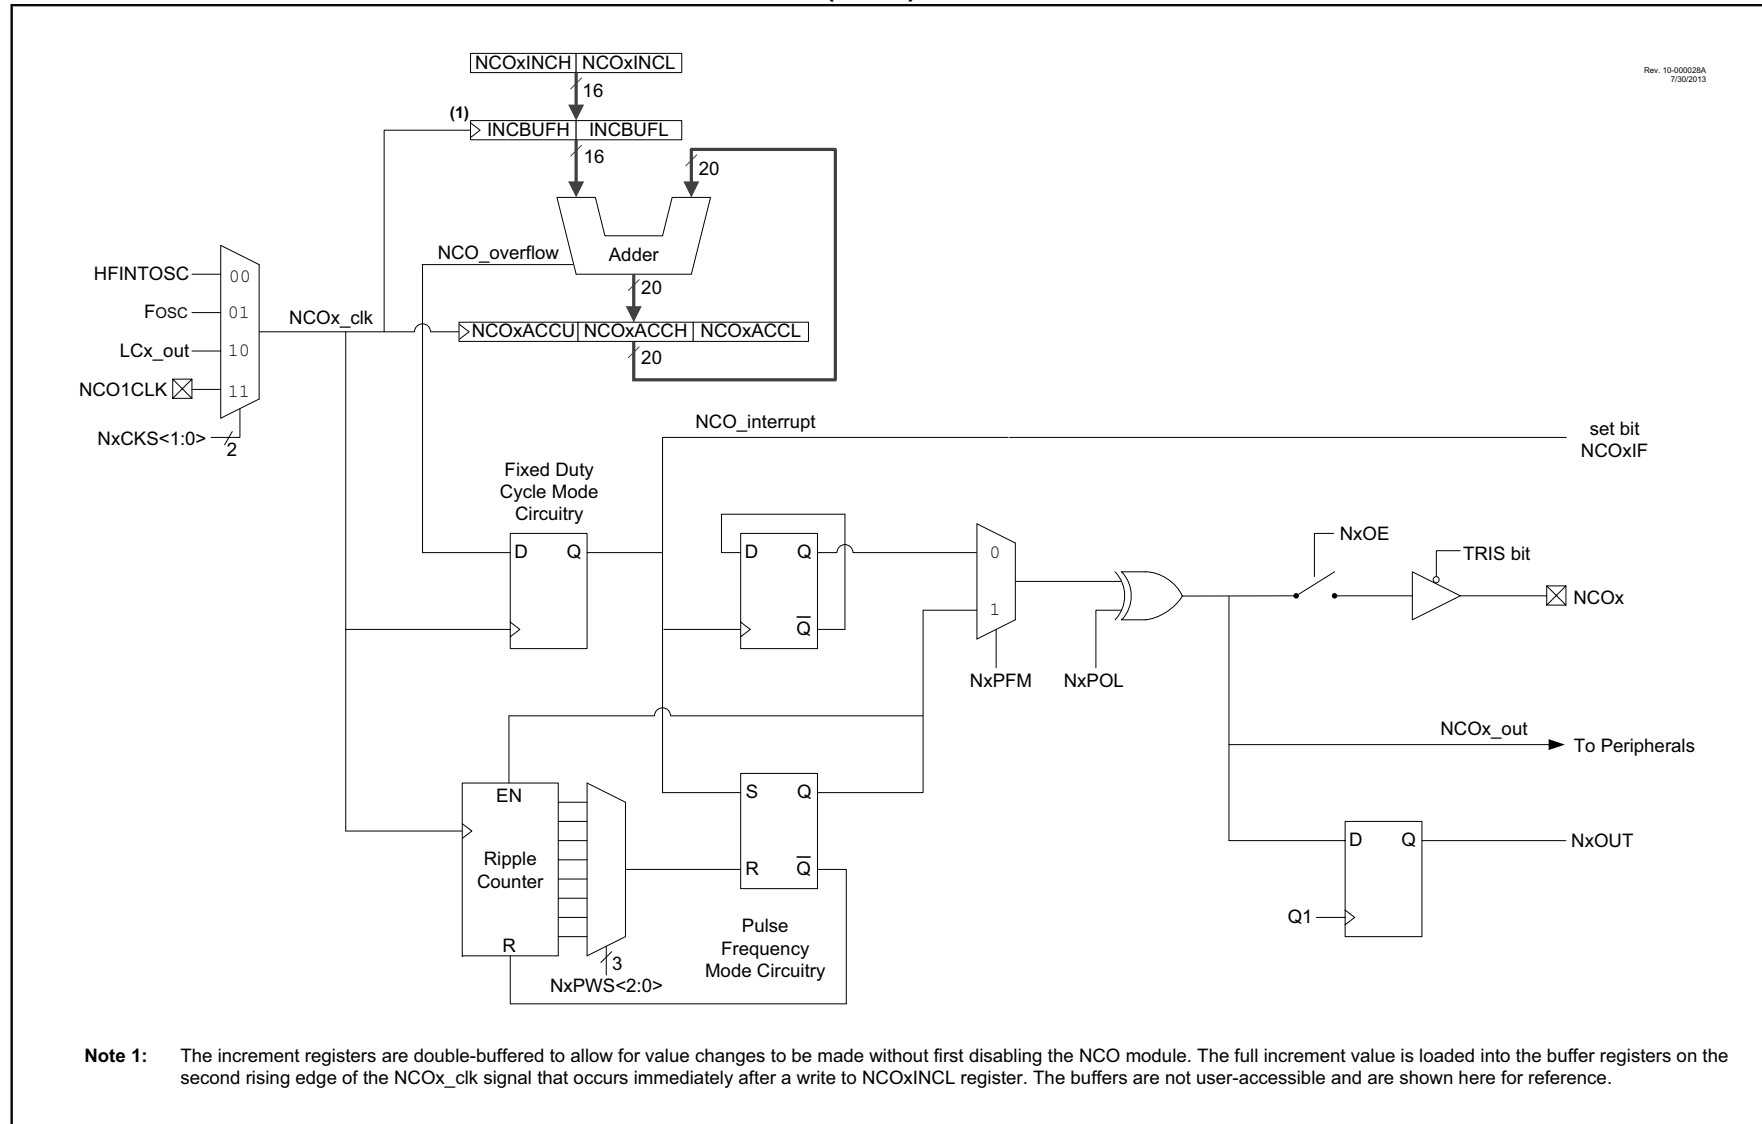 Rev. 10-000028A
7/30/2013
NCOxINCH NCOxINCL
16
(1)
INCBUFH INCBUFL
16
20
Adder
NCO_overflow
20
HFINTOSC 00
FOSC 01
LCx_out 10
NCO1CLK 11
NxCKS<1:0>
2
NCOx_clk
NCOxACCU NCOxACCH NCOxACCL
20
NCO_interrupt
set bit
NCOxIF
Fixed Duty
Cycle Mode
Circuitry
D Q
D Q
Q
0
1
NxPFM
NxPOL
NxOE
TRIS bit
NCOx
NCOx_out
To Peripherals
EN
Ripple
Counter
R
3
NxPWS<2:0>
S Q
R Q
Pulse
Frequency
Mode Circuitry
D Q
NxOUT
Q1
Note 1: The increment registers are double-buffered to allow for value changes to be made without first disabling the NCO module. The full increment value is loaded into the buffer registers on the
second rising edge of the NCOx_clk signal that occurs immediately after a write to NCOxINCL register. The buffers are not user-accessible and are shown here for reference.